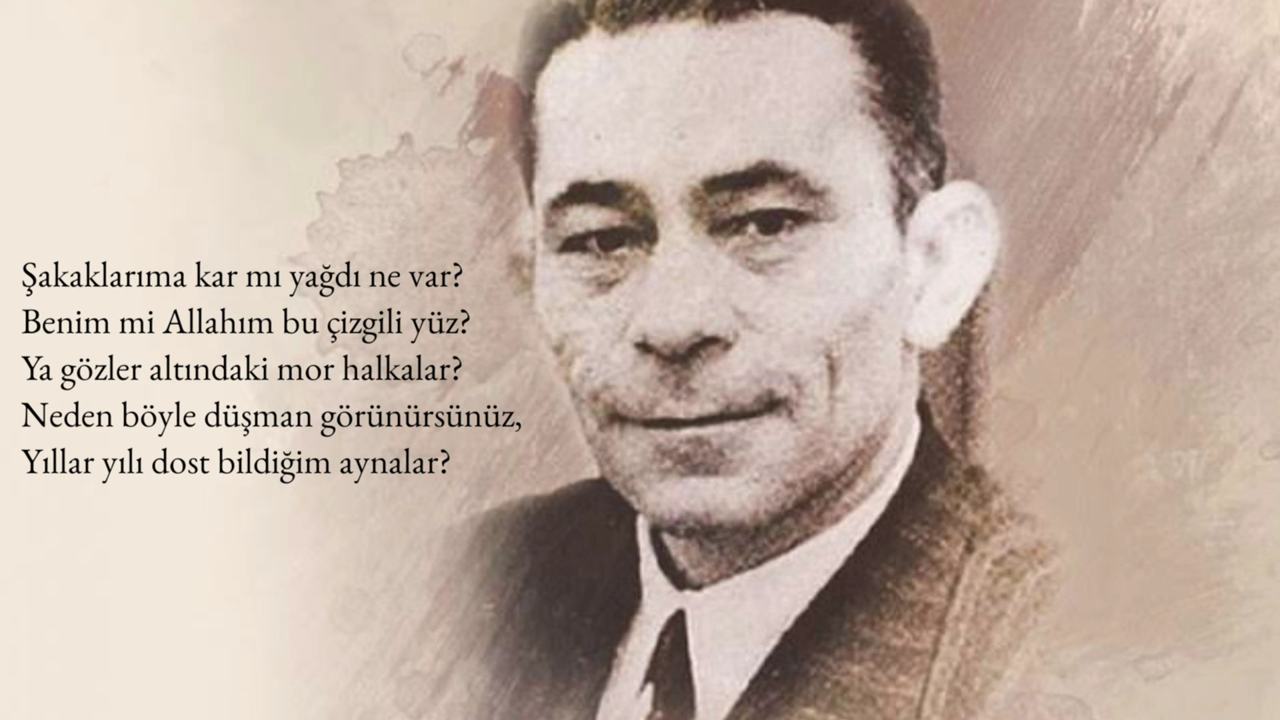 Şakaklarıma kar mı yağdı ne var?
Benim mi Allahım bu çizgili yüz?
Ya gözler altındaki mor halkalar?
Neden böyle düşman görünürsünüz,
Yıllar yılı dost bildiğim aynalar?